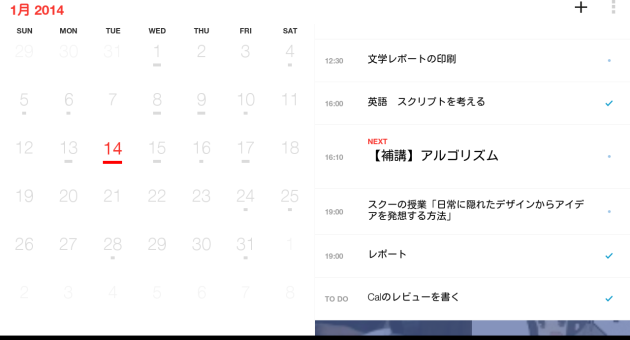 1月 2014
SUN MON TUE WED THU FRI SAT
29 30 31 1 2 3 4
5 6 7 8 9 10 11
12 13 14 15 16 17 18
19 20 21 22 23 24 25
26 27 28 29 30 31 1
2 3 4 5 6 7 8
12:30 文学レポートの印刷
16:00 英語　スクリプトを考える
NEXT
16:10 【補講】アルゴリズム
19:00 スクーの授業「日常に隠れたデザインからアイデ
アを発想する方法」
19:00 レポート
TO DO Calのレビューを書く